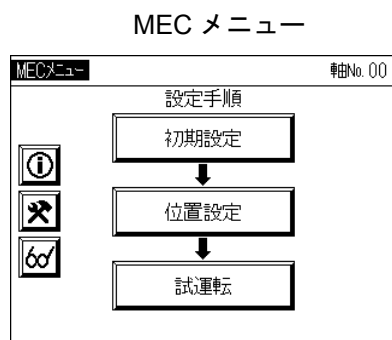 MEC メニュー
MECメニュー 軸No. 00
設定手順
初期設定
位置設定
試運転